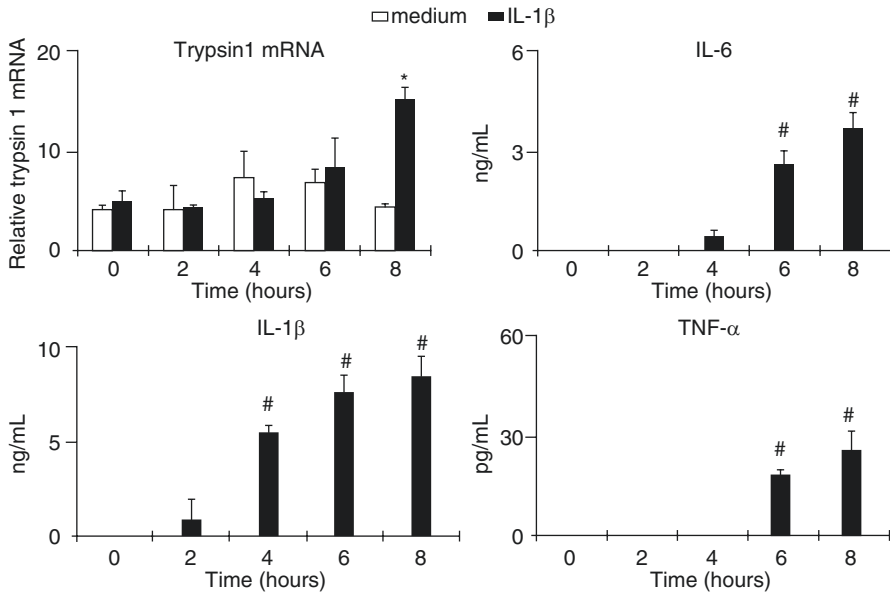 medium IL-1β
Trypsin1 mRNA
Relative trypsin 1 mRNA
20
10
0
*
0 2 4 6 8
Time (hours)
IL-6
ng/mL
6
3
0
# #
0 2 4 6 8
Time (hours)
IL-1β
ng/mL
10
5
0
# # #
0 2 4 6 8
Time (hours)
TNF-α
pg/mL
60
30
0
# #
0 2 4 6 8
Time (hours)